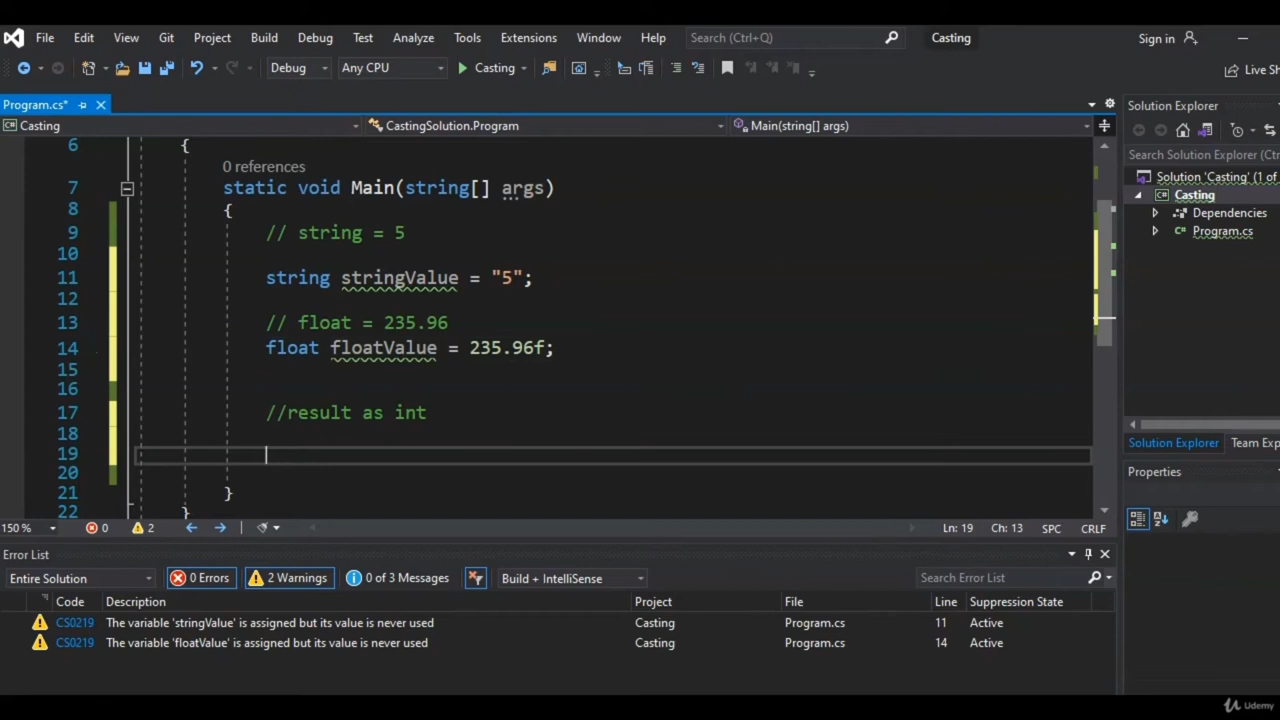 File Edit View Git Project Build Debug Test Analyze Tools Extensions Window Help Search (Ctrl+Q) Casting Sign in
Debug Any CPU Casting Live Sh
Program.cs*
Casting CastingSolution.Program Main(string[] args)
6 {
0 references
7 static void Main(string[] args)
8 {
9 // string = 5
10
11 string stringValue = "5";
12
13 // float = 235.96
14 float floatValue = 235.96f;
15
16
17 //result as int
18
19
20
21 }
22 }
150 % 0 2 Ln: 19 Ch: 13 SPC CRLF
Solution Explorer
Search Solution Explorer (Ctrl
Solution 'Casting' (1 of
Casting
Dependencies
Program.cs
Solution Explorer Team Exp
Properties
Error List
Entire Solution 0 Errors 2 Warnings 0 of 3 Messages Build + IntelliSense Search Error List
Code Description Project File Line Suppression State
CS0219 The variable 'stringValue' is assigned but its value is never used Casting Program.cs 11 Active
CS0219 The variable 'floatValue' is assigned but its value is never used Casting Program.cs 14 Active
Udemy